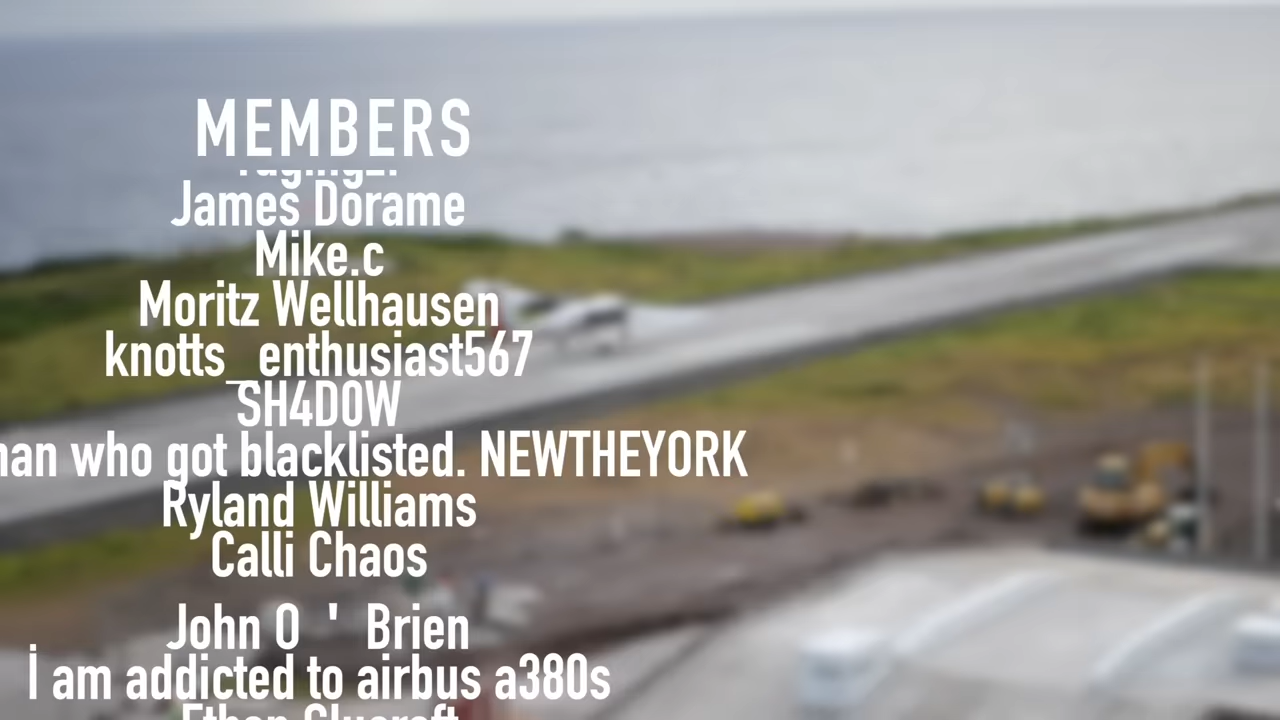 MEMBERS
James Dorame
Mike.c
Moritz Wellhausen
knotts_enthusiast567
SH4D0W
who got blacklisted. NEWTHEYORK
Ryland Williams
Calli Chaos
John O ' Brien
İ am addicted to airbus a380s